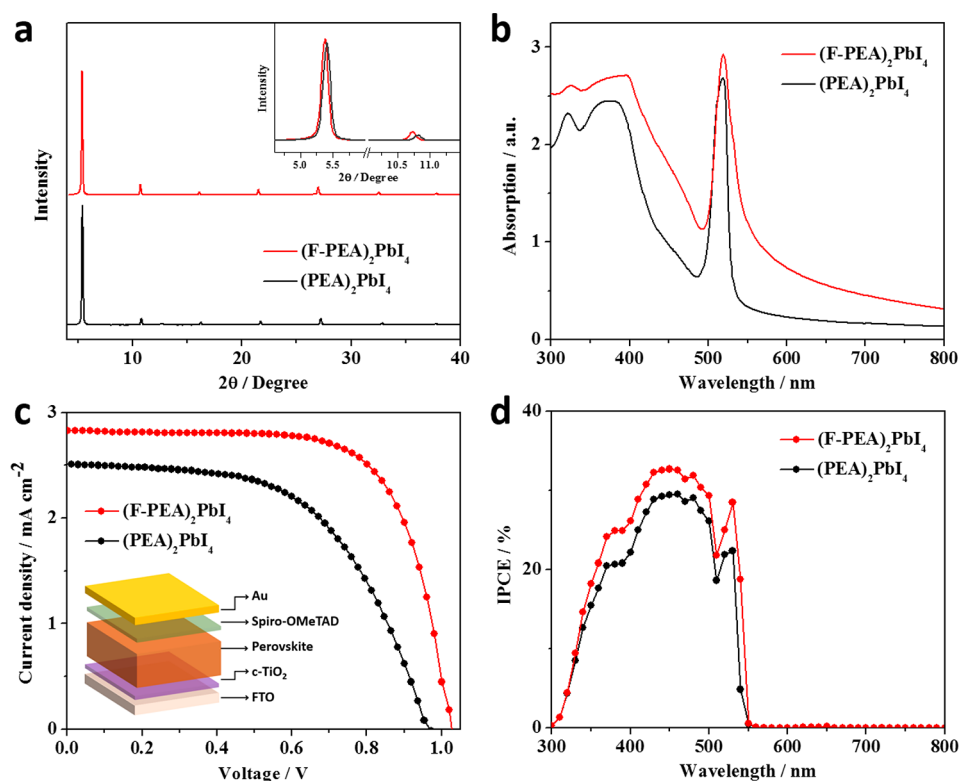 a
Intensity
(F-PEA)₂PbI₄
(PEA)₂PbI₄
10
20
30
40
2θ / Degree
Intensity
5.0
5.5
10.5
11.0
2θ / Degree
b
Absorption / a.u.
3
2
1
0
(F-PEA)₂PbI₄
(PEA)₂PbI₄
300
400
500
600
700
800
Wavelength / nm
c
Current density / mA cm⁻²
3
2
1
0
(F-PEA)₂PbI₄
(PEA)₂PbI₄
Au
Spiro-OMeTAD
Perovskite
c-TiO₂
FTO
0.0
0.2
0.4
0.6
0.8
1.0
Voltage / V
d
IPCE / %
40
20
0
(F-PEA)₂PbI₄
(PEA)₂PbI₄
300
400
500
600
700
800
Wavelength / nm